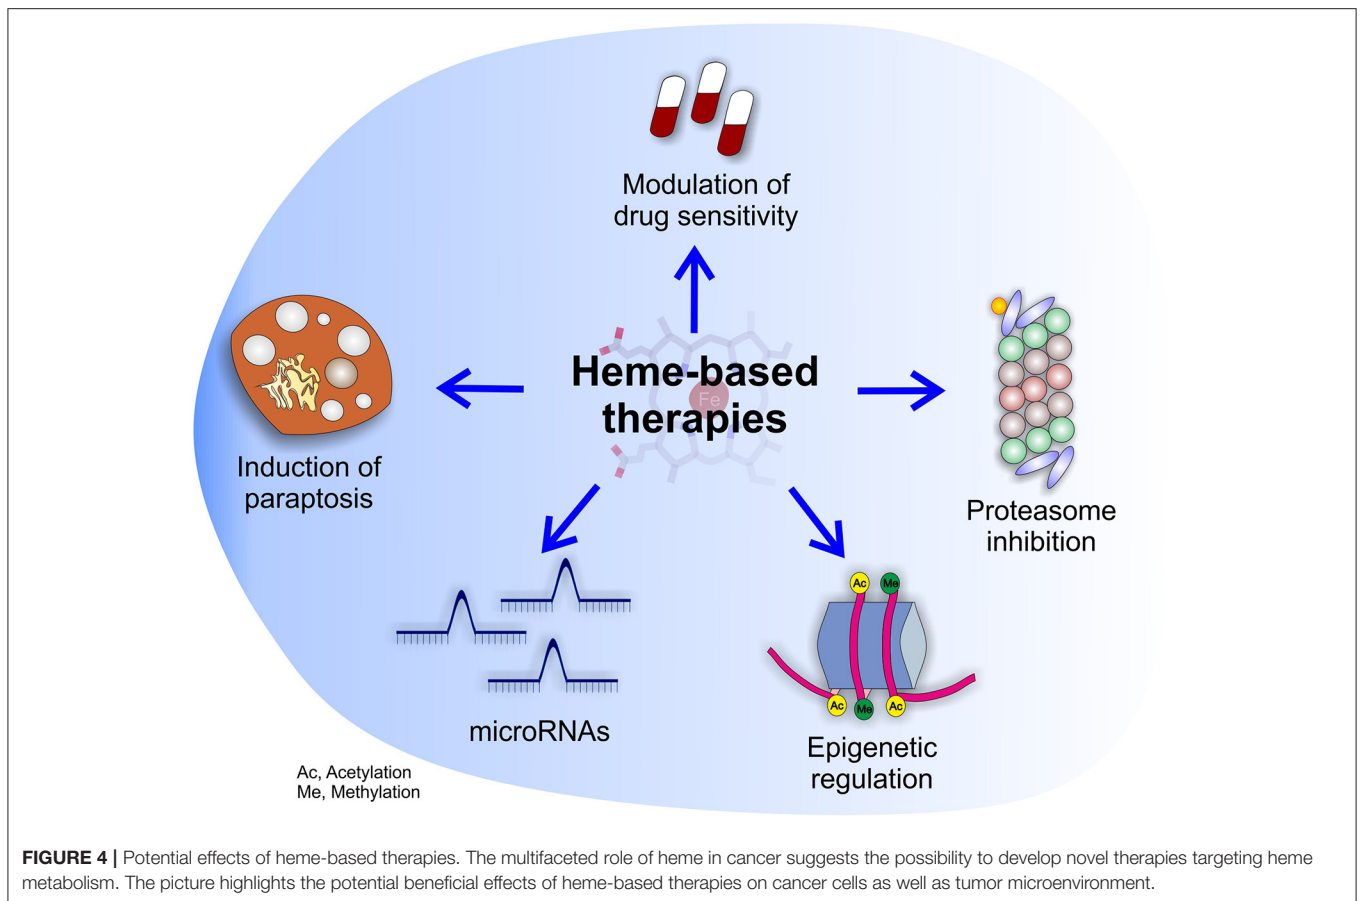 Modulation of
drug sensitivity
Heme-based
therapies
Fe
Induction of
paraptosis
Proteasome
inhibition
microRNAs
Ac
Me
Ac
Me
Ac
Epigenetic
regulation
Ac, Acetylation
Me, Methylation
FIGURE 4 | Potential effects of heme-based therapies. The multifaceted role of heme in cancer suggests the possibility to develop novel therapies targeting heme
metabolism. The picture highlights the potential beneficial effects of heme-based therapies on cancer cells as well as tumor microenvironment.